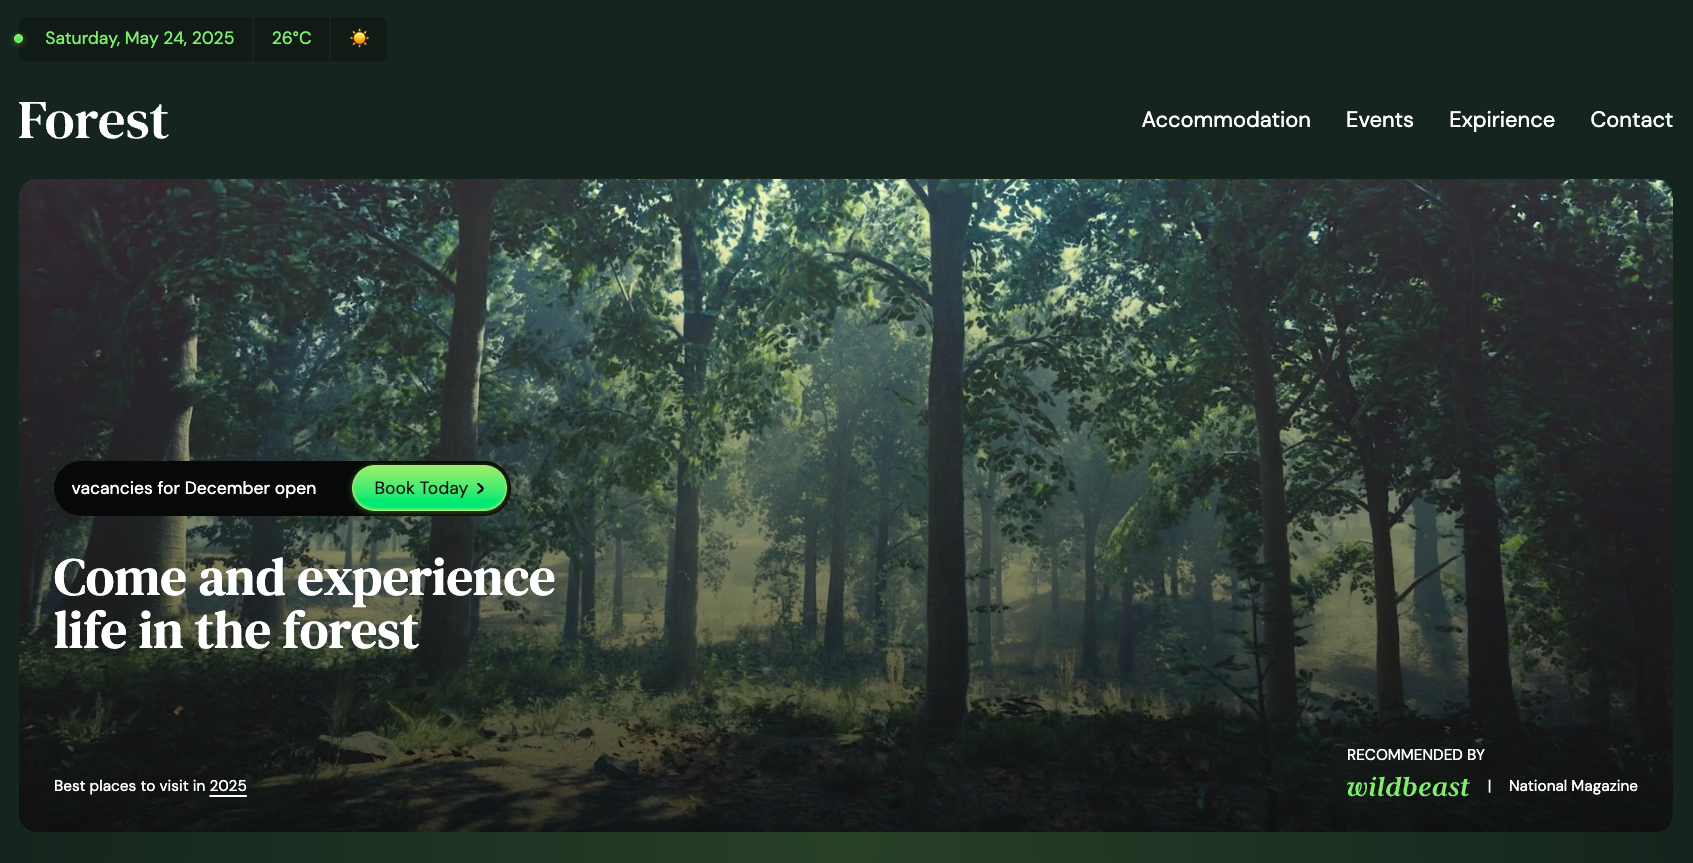 Saturday, May 24, 2025 26°C
Forest
Accommodation Events Expirience Contact
vacancies for December open Book Today
Come and experience
life in the forest
Best places to visit in 2025
RECOMMENDED BY
wildbeast | National Magazine